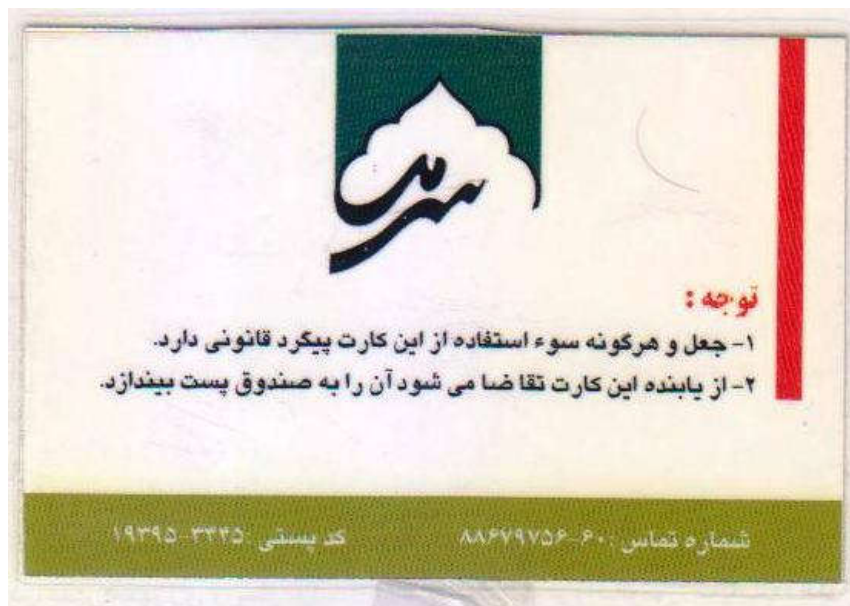 سرمد
توجه :
۱- جعل و هرگونه سوء استفاده از این کارت پیگرد قانونی دارد.
۲- از یابنده این کارت تقاضا می شود آن را به صندوق پست بیندازد.
شماره تماس : ۶۰-۸۸۶۷۹۷۵۶ کد پستی : ۳۳۴۵-۱۹۳۹۵